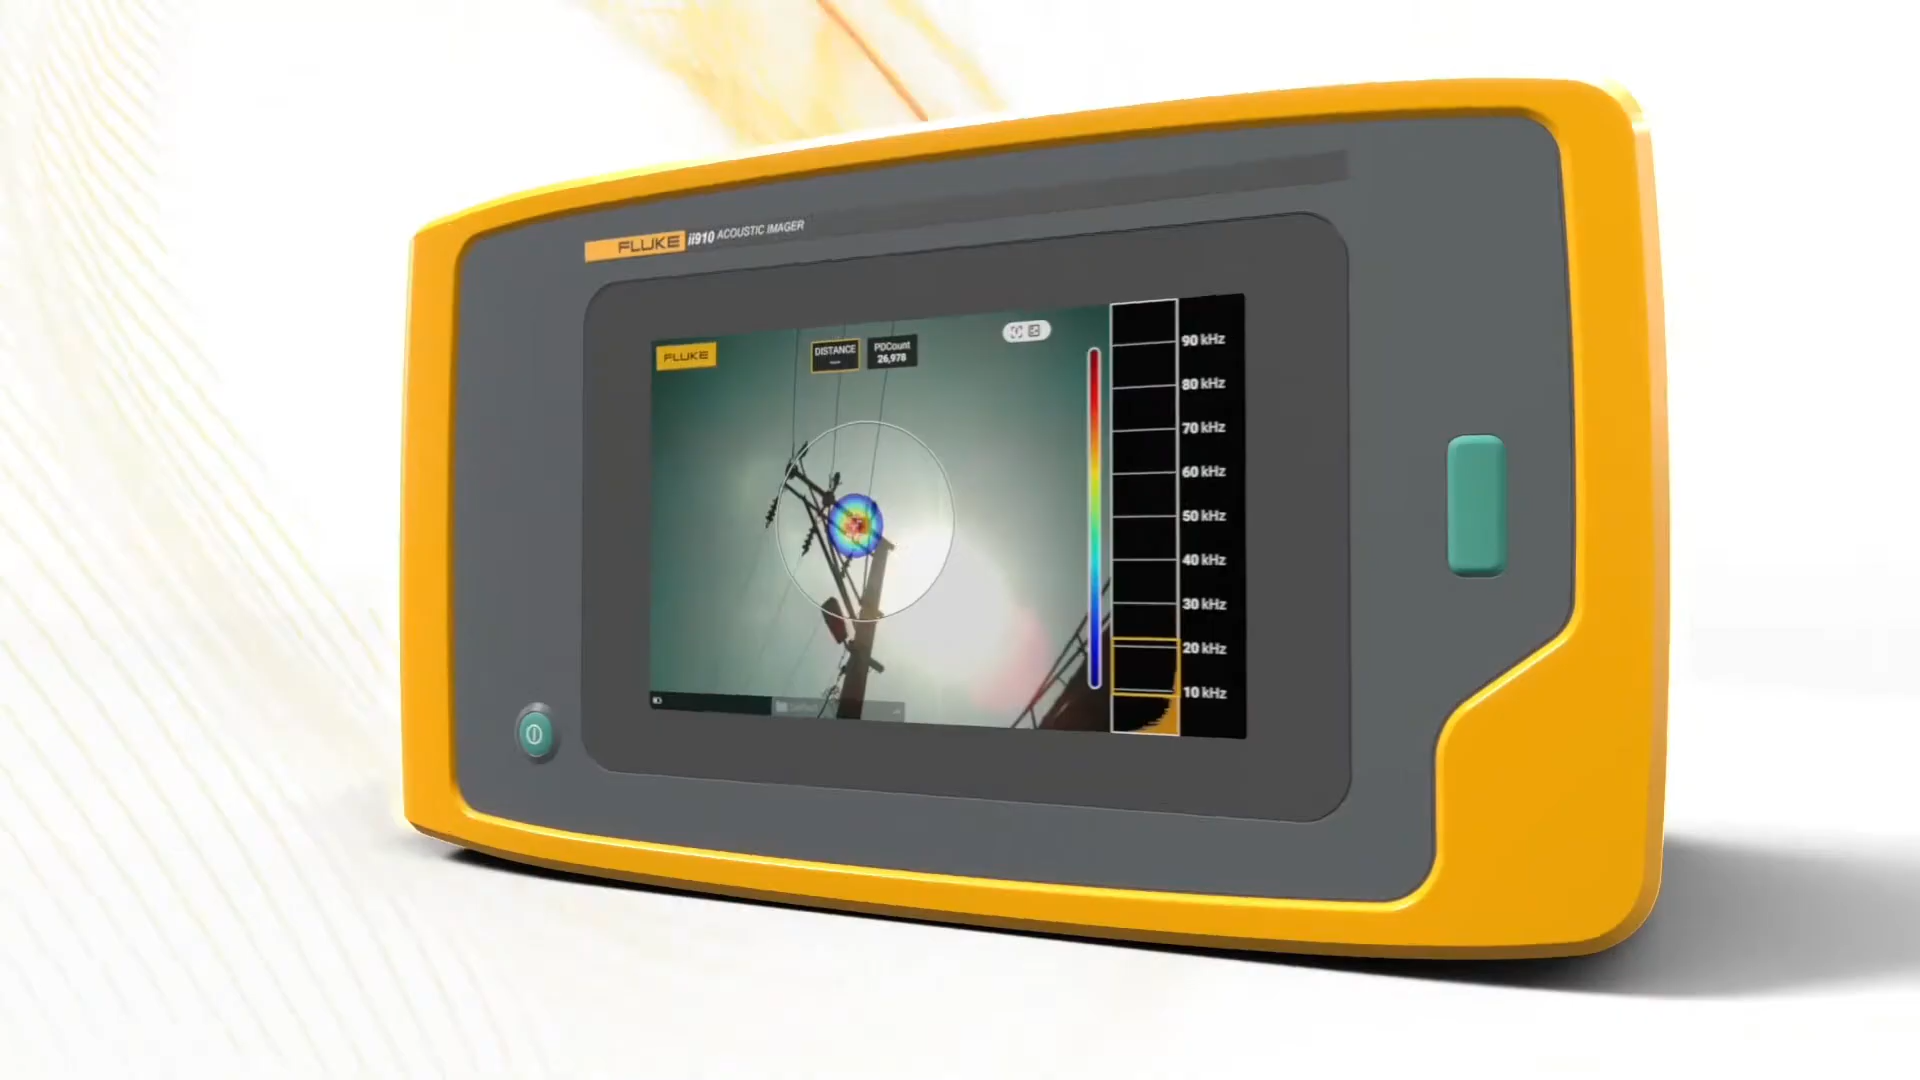 FLUKE ii910 ACOUSTIC IMAGER
FLUKE
DISTANCE
PDCount
26,978
90 kHz
80 kHz
70 kHz
60 kHz
50 kHz
40 kHz
30 kHz
20 kHz
10 kHz